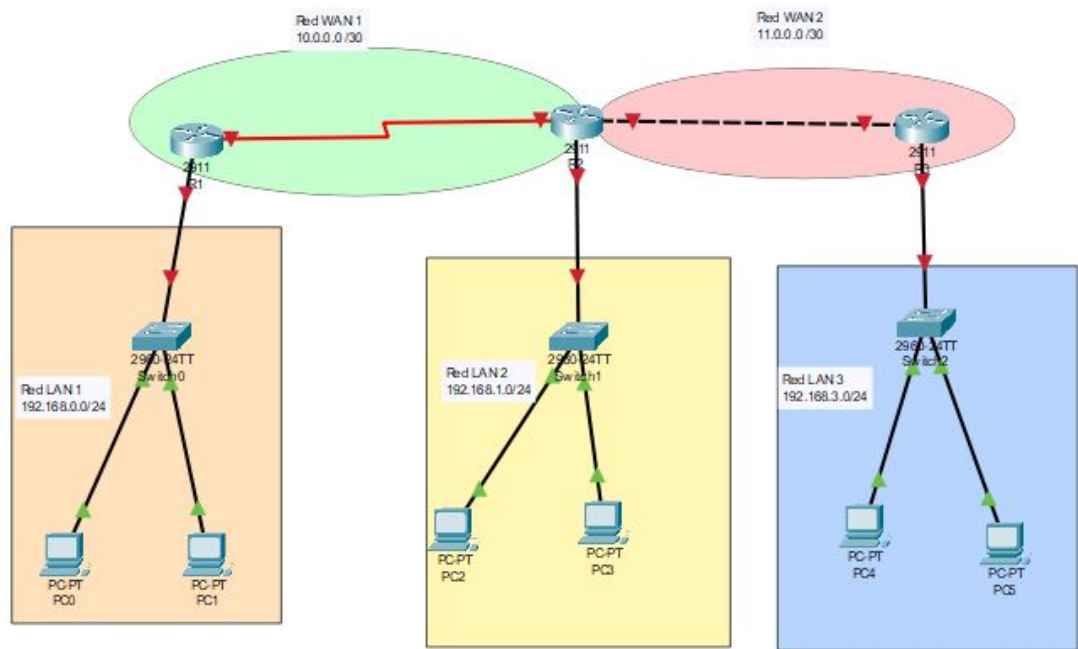 Red WAN 1
10.0.0.0 /30
Red WAN 2
11.0.0.0 /30
2911
R1
2911
R2
2911
R3
2960-24TT
Switch0
2960-24TT
Switch1
2960-24TT
Switch2
Red LAN 1
192.168.0.0/24
Red LAN 2
192.168.1.0/24
Red LAN 3
192.168.3.0/24
PC-PT
PC0
PC-PT
PC1
PC-PT
PC2
PC-PT
PC3
PC-PT
PC4
PC-PT
PC5